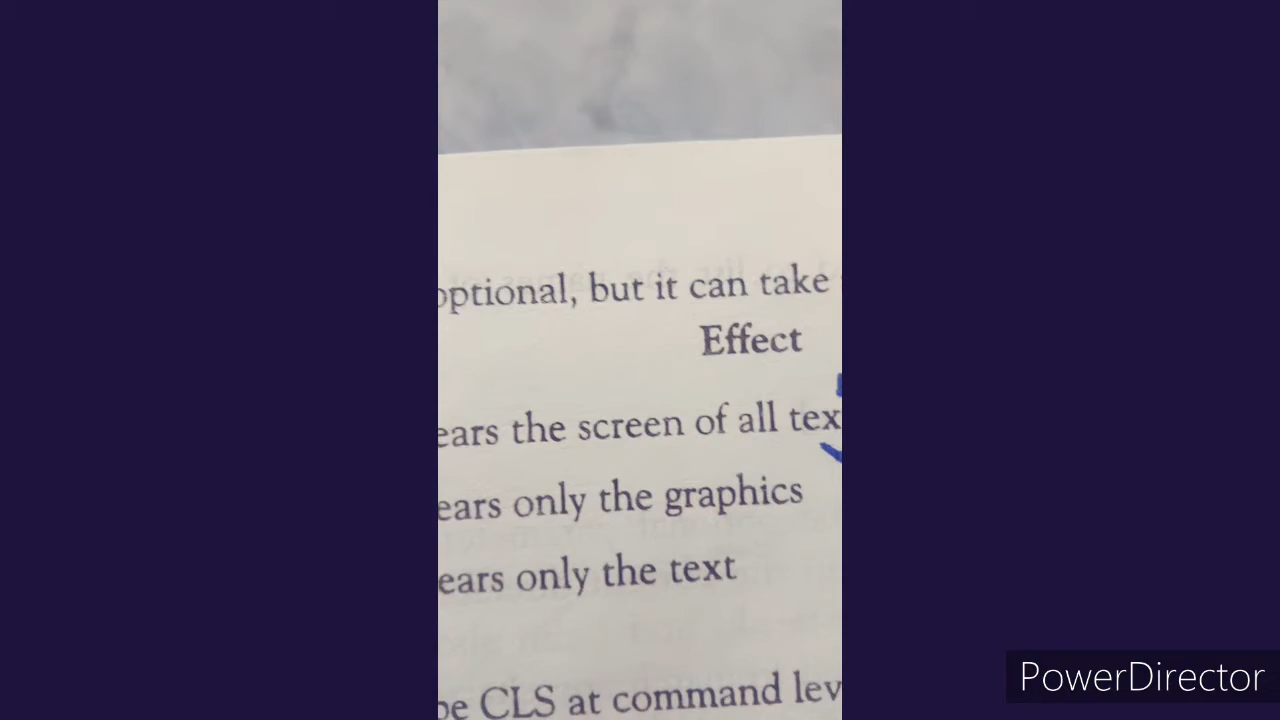 optional, but it can take
Effect
ears the screen of all tex
ears only the graphics
ears only the text
be CLS at command lev
PowerDirector